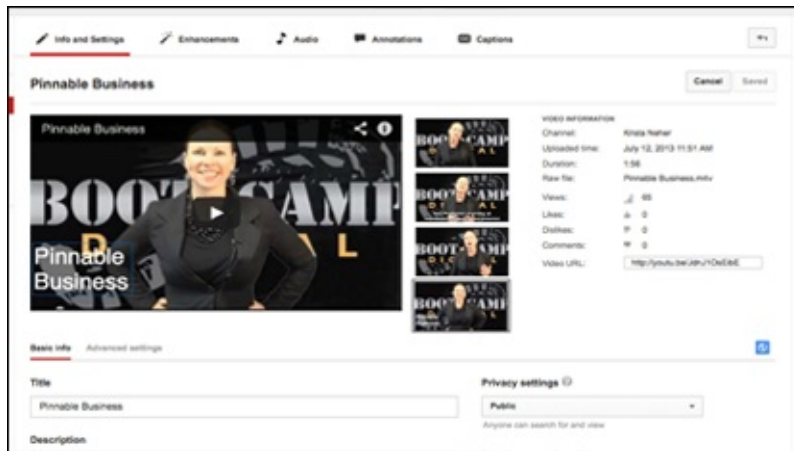 Info and Settings
Enhancements
Audio
Annotations
Captions
Pinnable Business
Cancel
Saved
Pinnable Business
BOOT CAMP
DIGITAL
Pinnable
Business
VIDEO INFORMATION
Channel: Krista Neher
Uploaded time: July 12, 2013 11:51 AM
Duration: 1:56
Raw file: Pinnable Business.m4v
Views: 65
Likes: 0
Dislikes: 0
Comments: 0
Video URL:
Basic info
Advanced settings
Title
Pinnable Business
Privacy settings
Public
Anyone can search for and view
Description